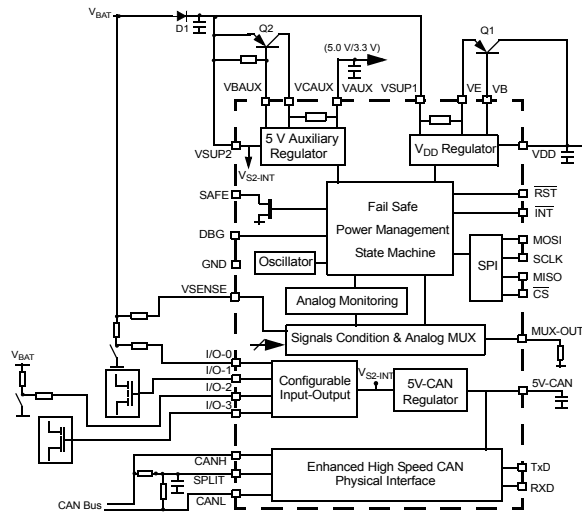 V_BAT
D1
Q2
(5.0 V/3.3 V)
Q1
VBAUX
VCAUX
VAUX
VSUP1
VE
VB
5 V Auxiliary
Regulator
V_DD Regulator
VSUP2
V_S2-INT
VDD
SAFE
Fail Safe
Power Management
State Machine
RST
INT
DBG
MOSI
SCLK
SPI
GND
Oscillator
MISO
CS
VSENSE
Analog Monitoring
Signals Condition & Analog MUX
MUX-OUT
V_BAT
I/O-0
I/O-1
I/O-2
I/O-3
Configurable
Input-Output
V_S2-INT
5V-CAN
Regulator
5V-CAN
CANH
SPLIT
CANL
CAN Bus
Enhanced High Speed CAN
Physical Interface
TxD
RXD